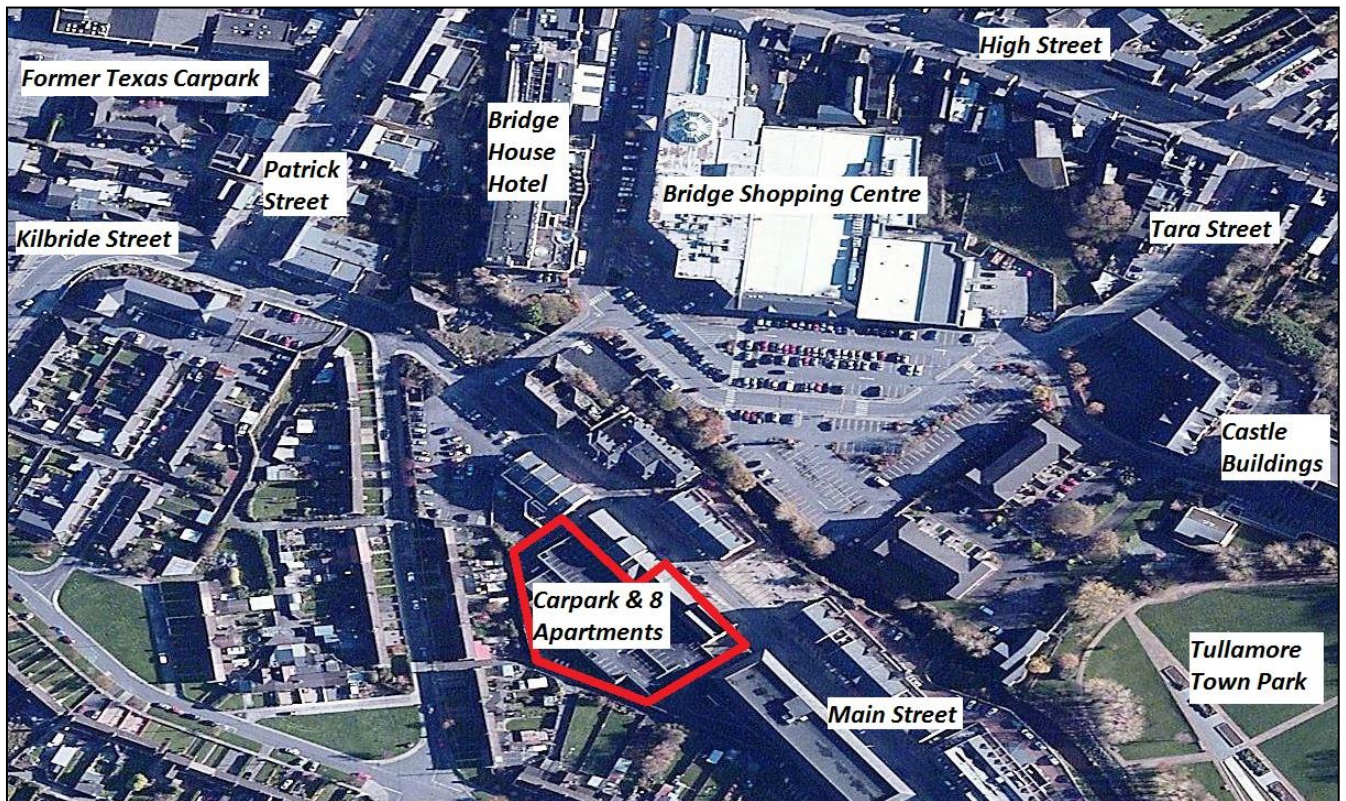 High Street
Former Texas Carpark
Bridge
House
Hotel
Patrick
Street
Bridge Shopping Centre
Kilbride Street
Tara Street
Castle
Buildings
Carpark & 8
Apartments
Tullamore
Town Park
Main Street